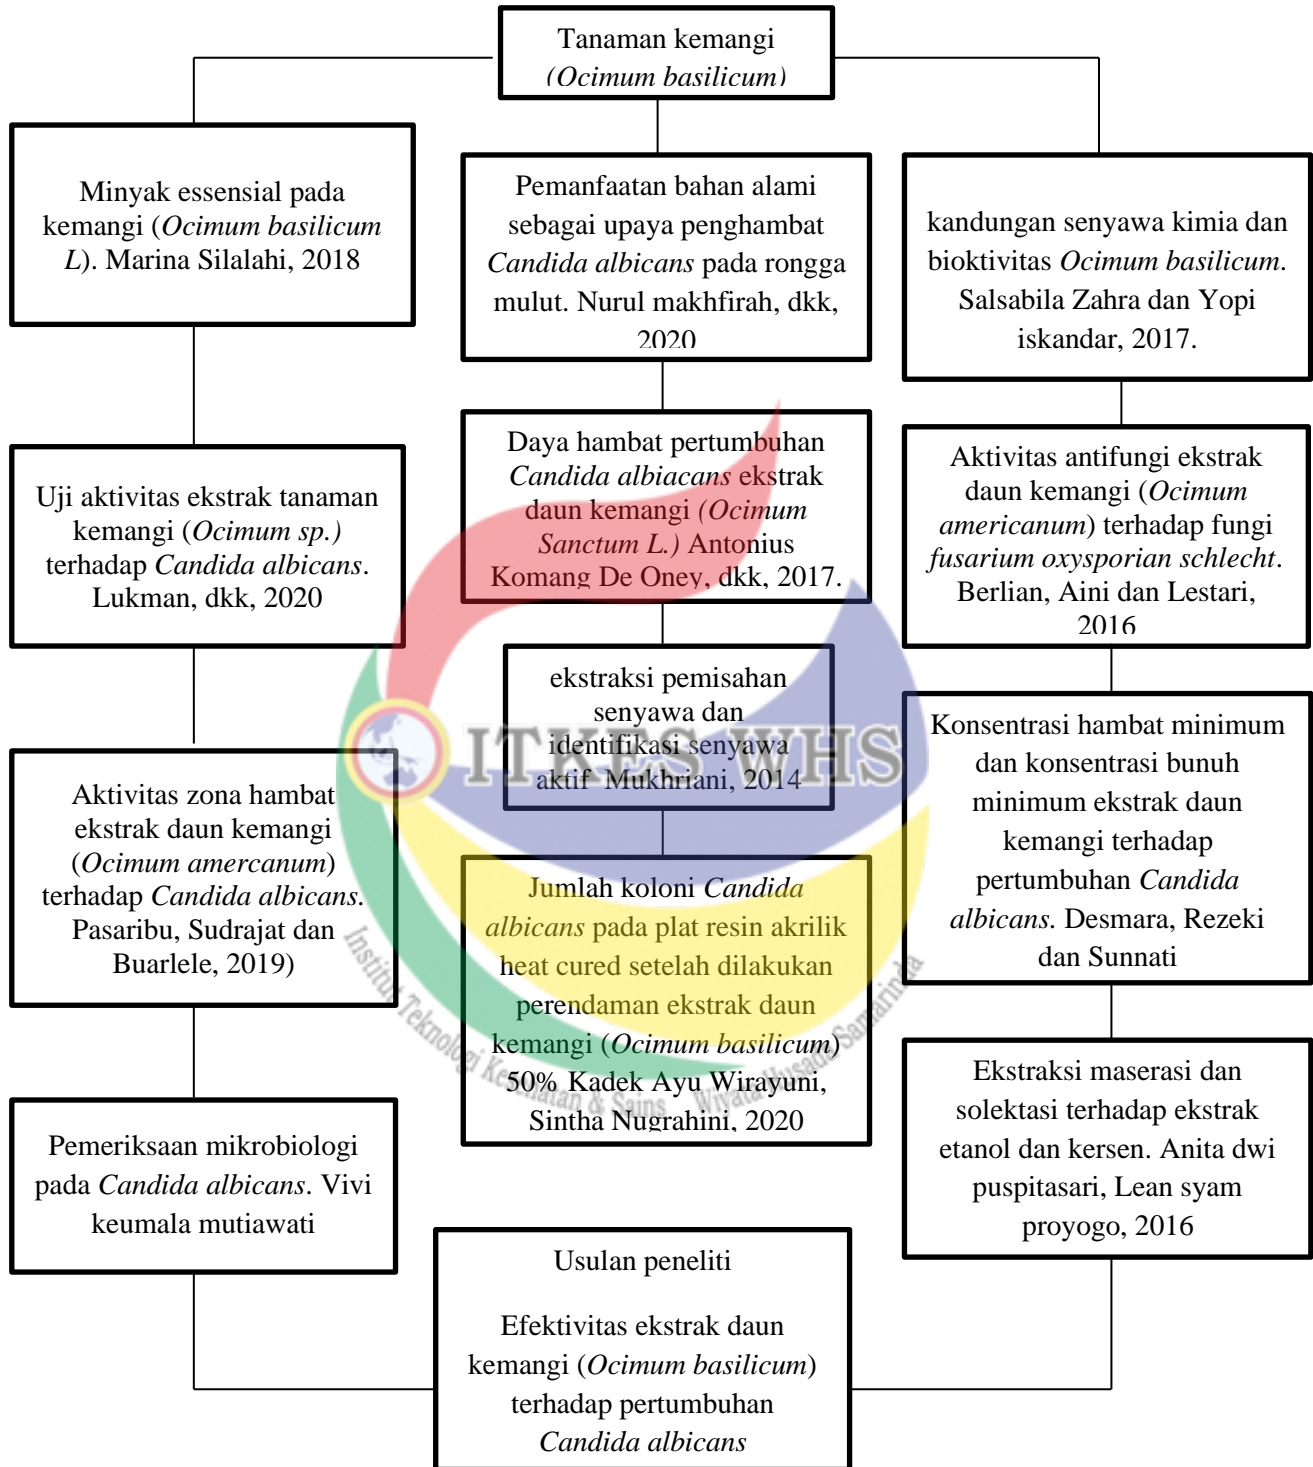 Tanaman kemangi
(Ocimum basilicum)
Minyak essensial pada
kemangi (Ocimum basilicum
L). Marina Silalahi, 2018
Pemanfaatan bahan alami
sebagai upaya penghambat
Candida albicans pada rongga
mulut. Nurul makhfirah, dkk,
2020
kandungan senyawa kimia dan
bioktivitas Ocimum basilicum.
Salsabila Zahra dan Yopi
iskandar, 2017.
Uji aktivitas ekstrak tanaman
kemangi (Ocimum sp.)
terhadap Candida albicans.
Lukman, dkk, 2020
Daya hambat pertumbuhan
Candida albiacans ekstrak
daun kemangi (Ocimum
Sanctum L.) Antonius
Komang De Oney, dkk, 2017.
Aktivitas antifungi ekstrak
daun kemangi (Ocimum
americanum) terhadap fungi
fusarium oxysporian schlecht.
Berlian, Aini dan Lestari,
2016
ekstraksi pemisahan
senyawa dan
identifikasi senyawa
aktif Mukhriani, 2014
Aktivitas zona hambat
ekstrak daun kemangi
(Ocimum amercanum)
terhadap Candida albicans.
Pasaribu, Sudrajat dan
Buarlele, 2019)
Konsentrasi hambat minimum
dan konsentrasi bunuh
minimum ekstrak daun
kemangi terhadap
pertumbuhan Candida
albicans. Desmara, Rezeki
dan Sunnati
Jumlah koloni Candida
albicans pada plat resin akrilik
heat cured setelah dilakukan
perendaman ekstrak daun
kemangi (Ocimum basilicum)
50% Kadek Ayu Wirayuni,
Sintha Nugrahini, 2020
Pemeriksaan mikrobiologi
pada Candida albicans. Vivi
keumala mutiawati
Ekstraksi maserasi dan
solektasi terhadap ekstrak
etanol dan kersen. Anita dwi
puspitasari, Lean syam
proyogo, 2016
Usulan peneliti
Efektivitas ekstrak daun
kemangi (Ocimum basilicum)
terhadap pertumbuhan
Candida albicans
ITKES WHS
Institut Teknologi Kesehatan & Sains Wiyata Husada Samarinda